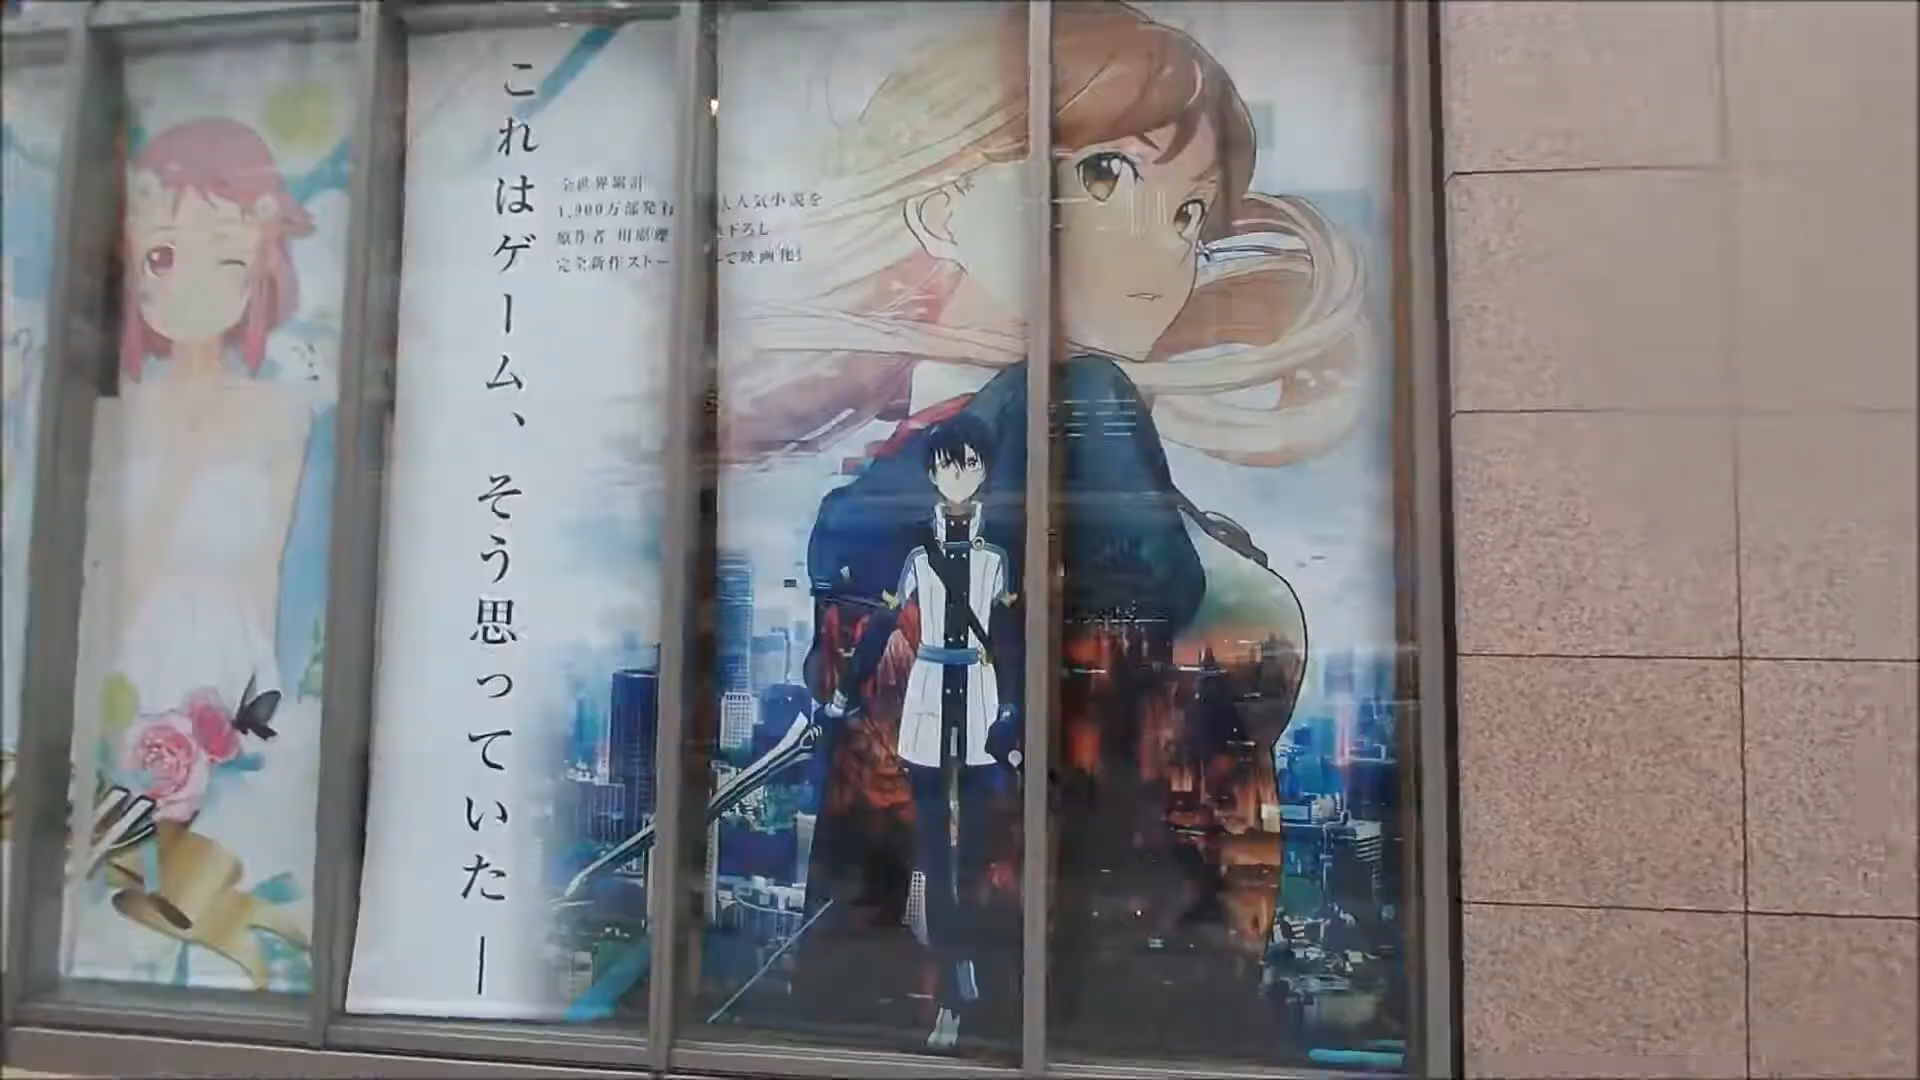 これはゲーム、そう思っていた―
全世界累計
1,900万部発行 人気小説を
原作者 川原礫 下ろし
完全新作ストー で映画化!